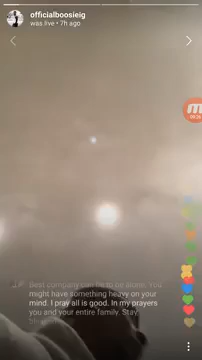 officialboosieig
was live • 7h ago
Best company can be to be alone. You
might have something heavy on your
mind. I pray all is good. In my prayers
you and your entire family. Stay